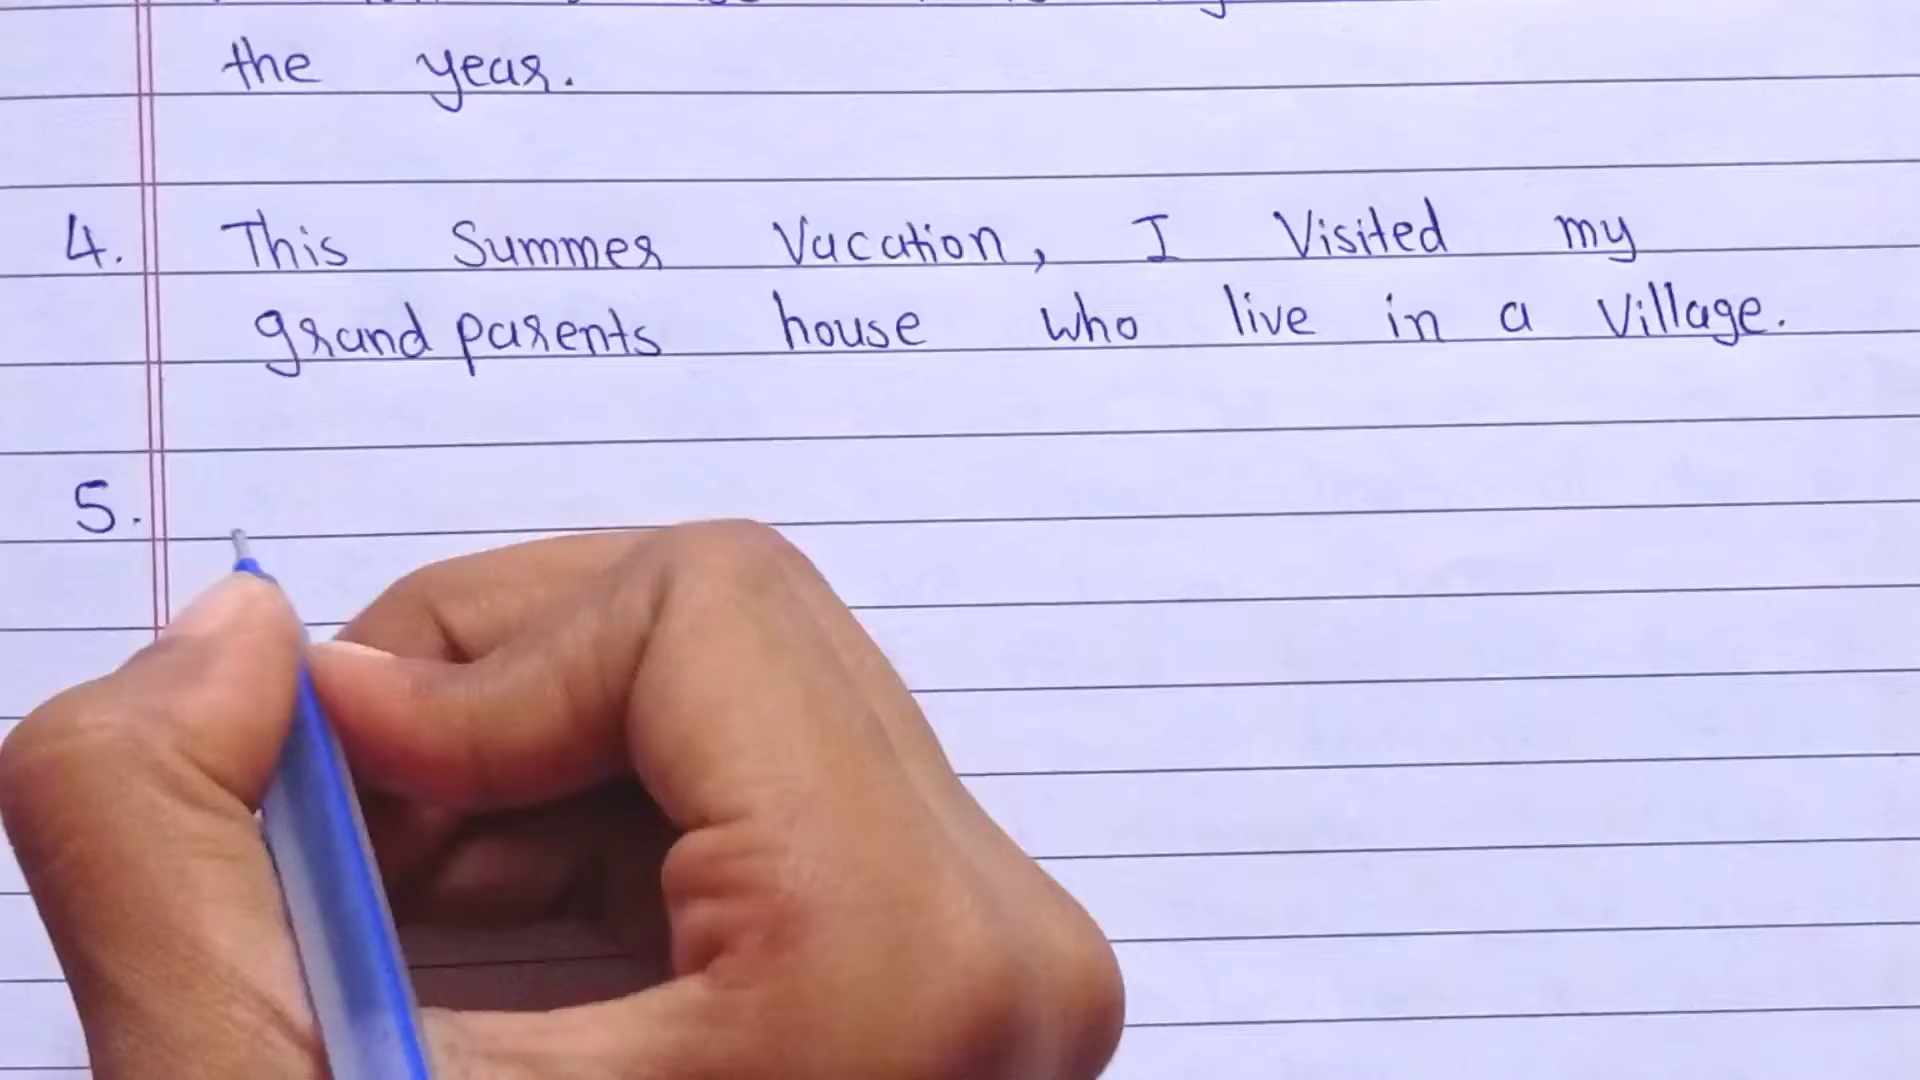 the year.
4. This Summer Vacation, I Visited my
grand parents house who live in a Village.
5.